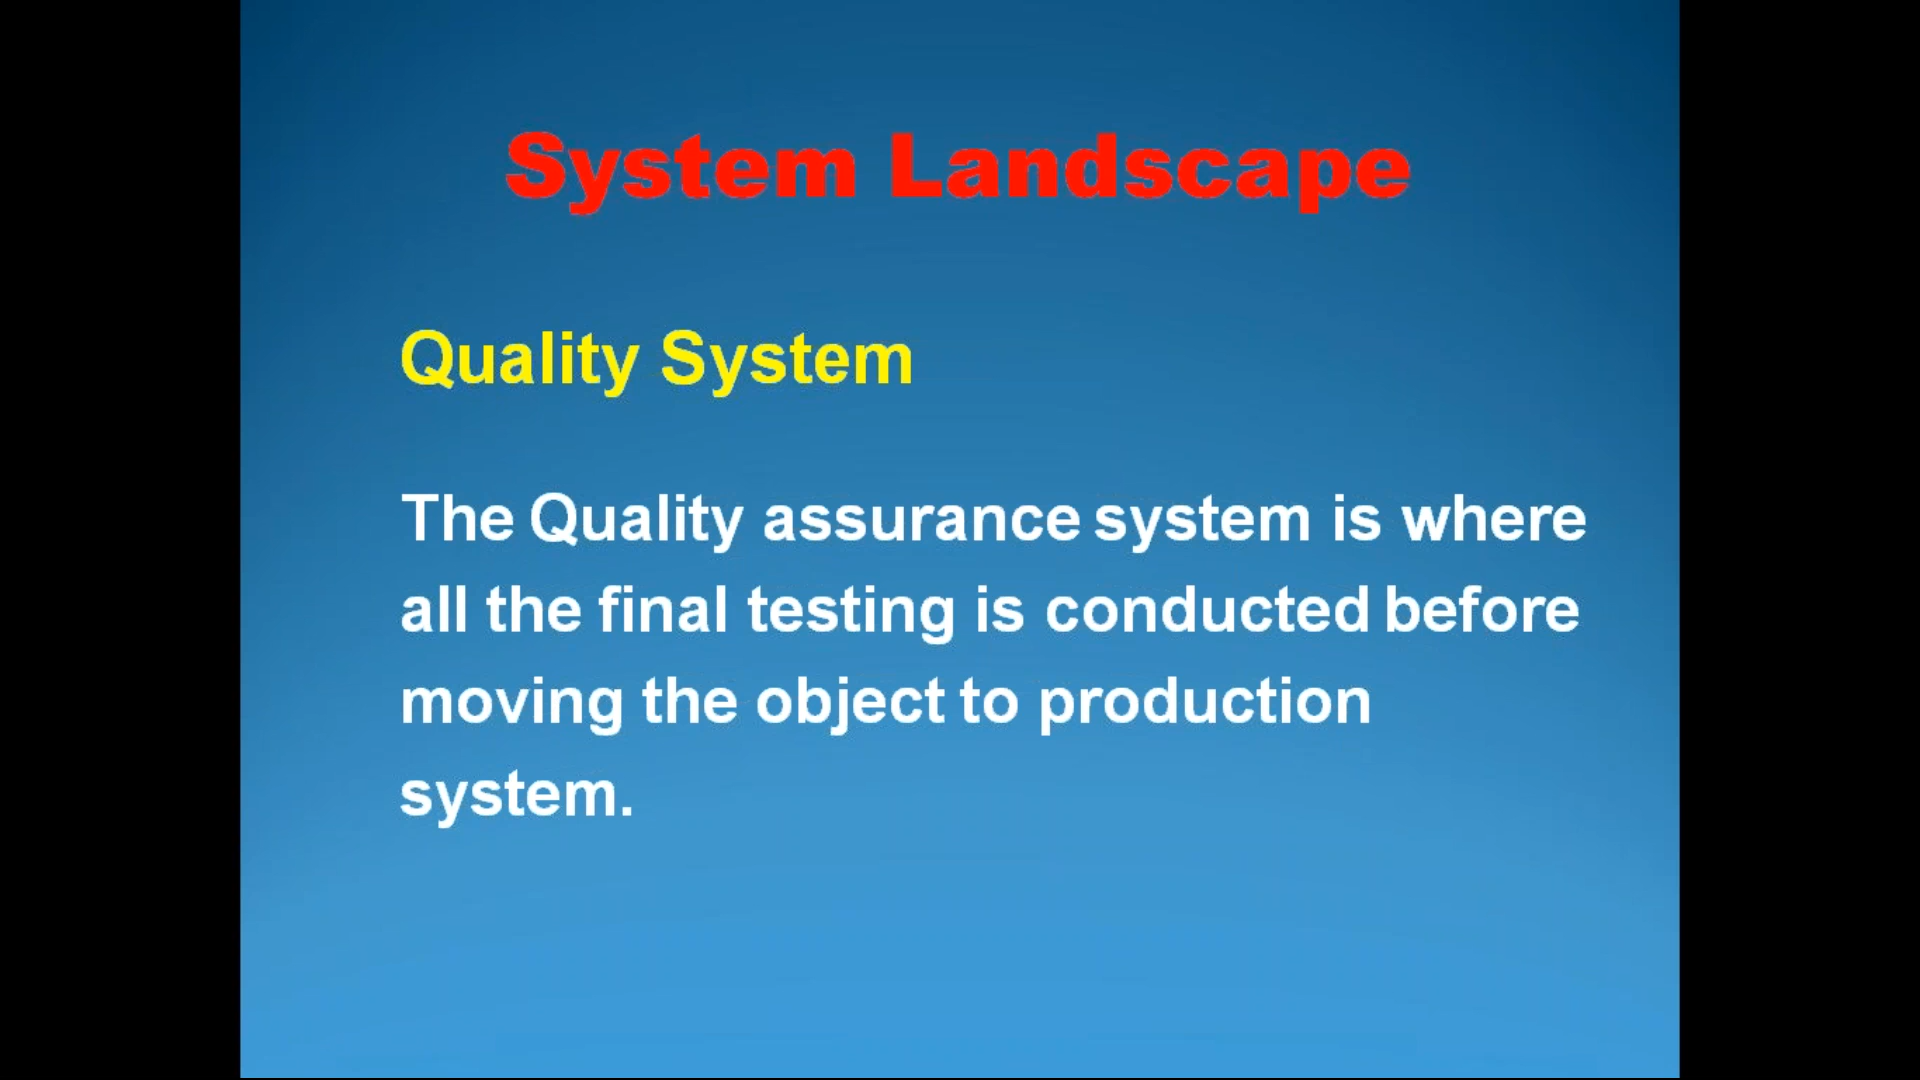 System Landscape
Quality System
The Quality assurance system is where
all the final testing is conducted before
moving the object to production
system.